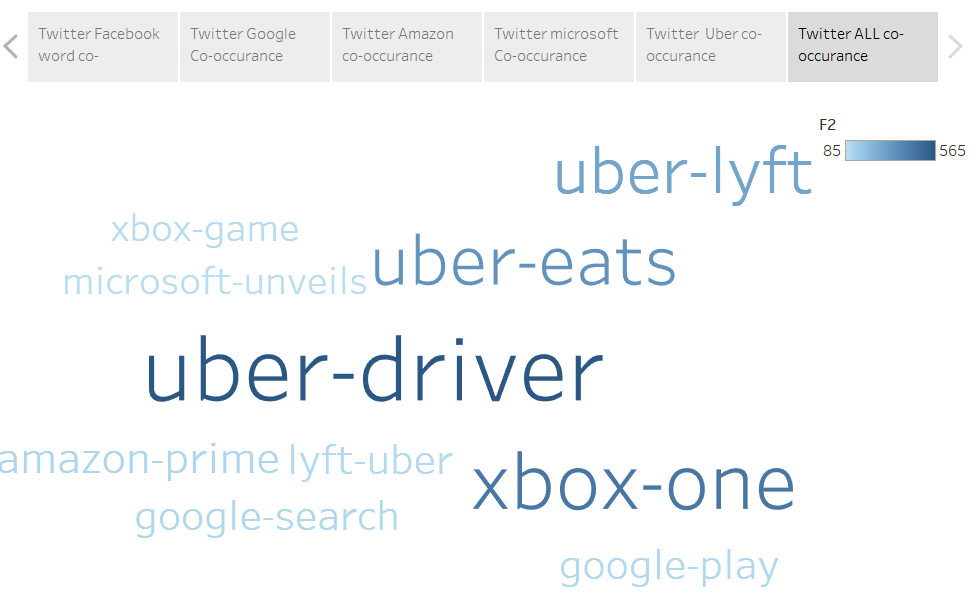 Twitter Facebook
word co-
Twitter Google
Co-occurance
Twitter Amazon
co-occurance
Twitter microsoft
Co-occurance
Twitter Uber co-
occurance
Twitter ALL co-
occurance
F2
85 565
uber-lyft
xbox-game
uber-eats
microsoft-unveils
uber-driver
amazon-prime lyft-uber
xbox-one
google-search
google-play